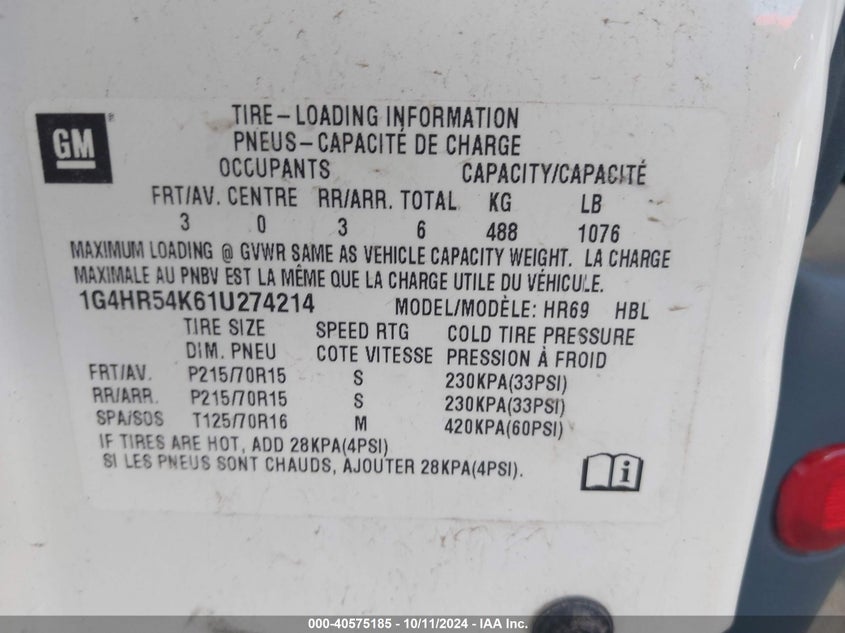 GM
TIRE-LOADING INFORMATION
PNEUS-CAPACITÉ DE CHARGE
OCCUPANTS CAPACITY/CAPACITÉ
FRT/AV. CENTRE RR/ARR. TOTAL KG LB
3 0 3 6 488 1076
MAXIMUM LOADING @ GVWR SAME AS VEHICLE CAPACITY WEIGHT. LA CHARGE
MAXIMALE AU PNBV EST LA MÊME QUE LA CHARGE UTILE DU VÉHICULE.
1G4HR54K61U274214 MODEL/MODÈLE: HR69 HBL
TIRE SIZE SPEED RTG COLD TIRE PRESSURE
DIM. PNEU COTE VITESSE PRESSION À FROID
FRT/AV. P215/70R15 S 230KPA(33PSI)
RR/ARR. P215/70R15 S 230KPA(33PSI)
SPA/SOS T125/70R16 M 420KPA(60PSI)
IF TIRES ARE HOT, ADD 28KPA(4PSI)
SI LES PNEUS SONT CHAUDS, AJOUTER 28KPA(4PSI).
000-40575185 - 10/11/2024 - IAA Inc.